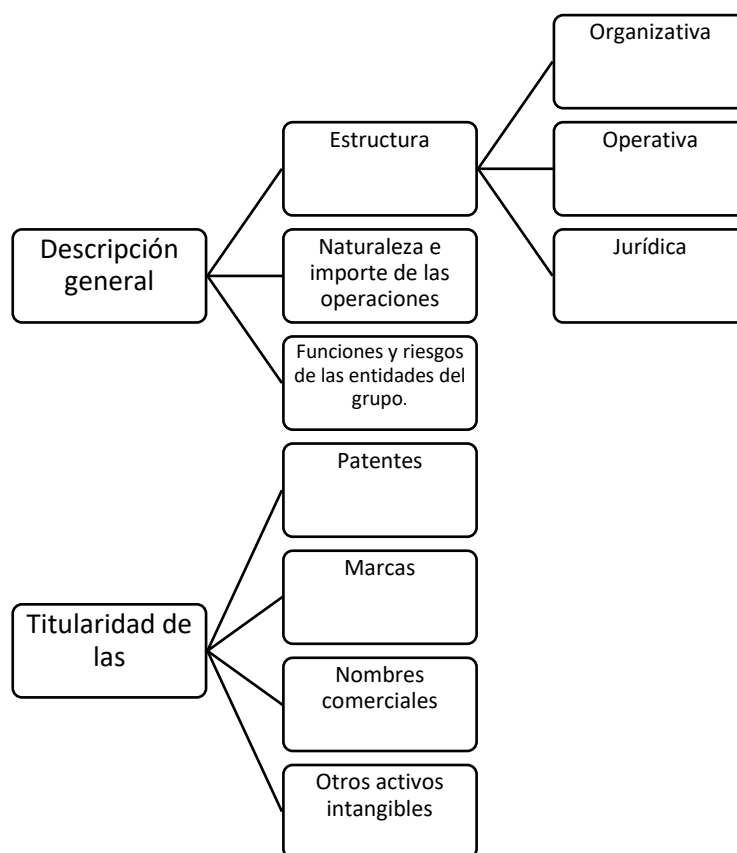 Descripción
general
Estructura
Organizativa
Operativa
Jurídica
Naturaleza e
importe de las
operaciones
Funciones y riesgos
de las entidades del
grupo.
Titularidad de
las
Patentes
Marcas
Nombres
comerciales
Otros activos
intangibles